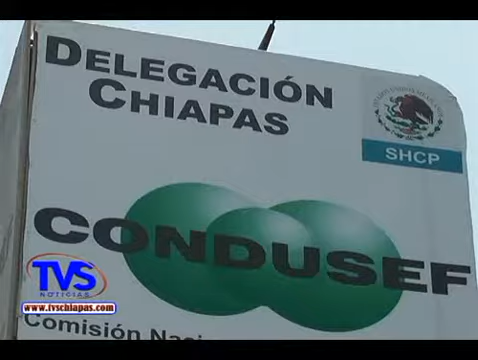 DELEGACIÓN
CHIAPAS
SHCP
CONDUSEF
TVS
NOTICIAS
www.tvschiapas.com
Comisión Naci